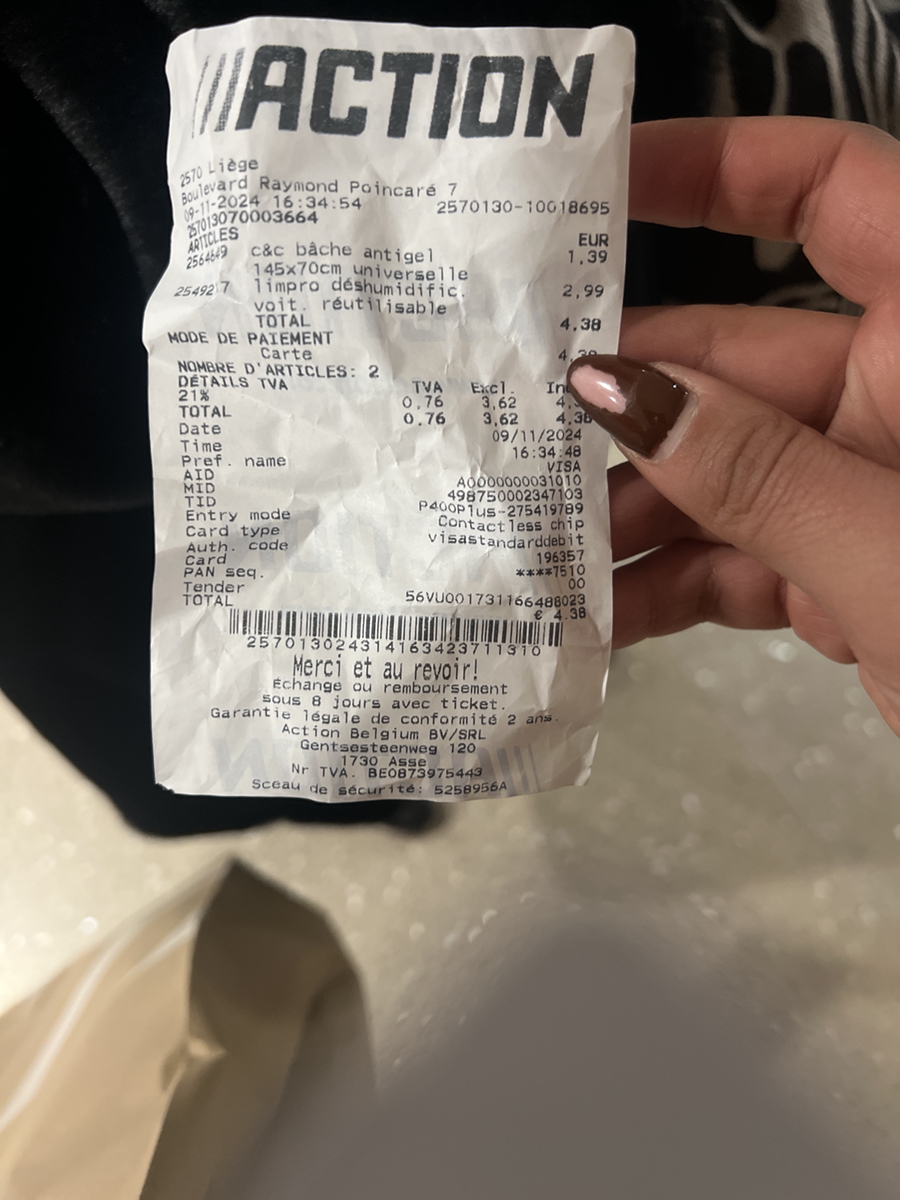 ACTION
2570 Liège
Boulevard Raymond Poincaré 7
09-11-2024 16:34:54 2570130-10018695
257013070003664
ARTICLES EUR
2564649 c&c bâche antigel 1,39
145x70cm universelle
2549217 limpro déshumidific. 2,99
voit. réutilisable
TOTAL 4,38
MODE DE PAIEMENT
Carte
NOMBRE D'ARTICLES: 2
DÉTAILS TVA TVA Excl.
21% 0,76 3,62
TOTAL 0.76 3,62 4,38
Date 09/11/2024
Time 16:34:48
Pref. name VISA
AID A0000000031010
MID 498750002347103
TID P400Plus-275419789
Entry mode Contactless chip
Card type visastandarddebit
Auth. code 196357
Card ****7510
PAN seq. 00
Tender 56VU001731166488023
TOTAL € 4.38
2570130243141634237113​10
Merci et au revoir!
Échange ou remboursement
sous 8 jours avec ticket.
Garantie légale de conformité 2 ans.
Action Belgium BV/SRL
Gentsesteenweg 120
1730 Asse
Nr TVA. BE0873975443
Sceau de sécurité: 5258956A